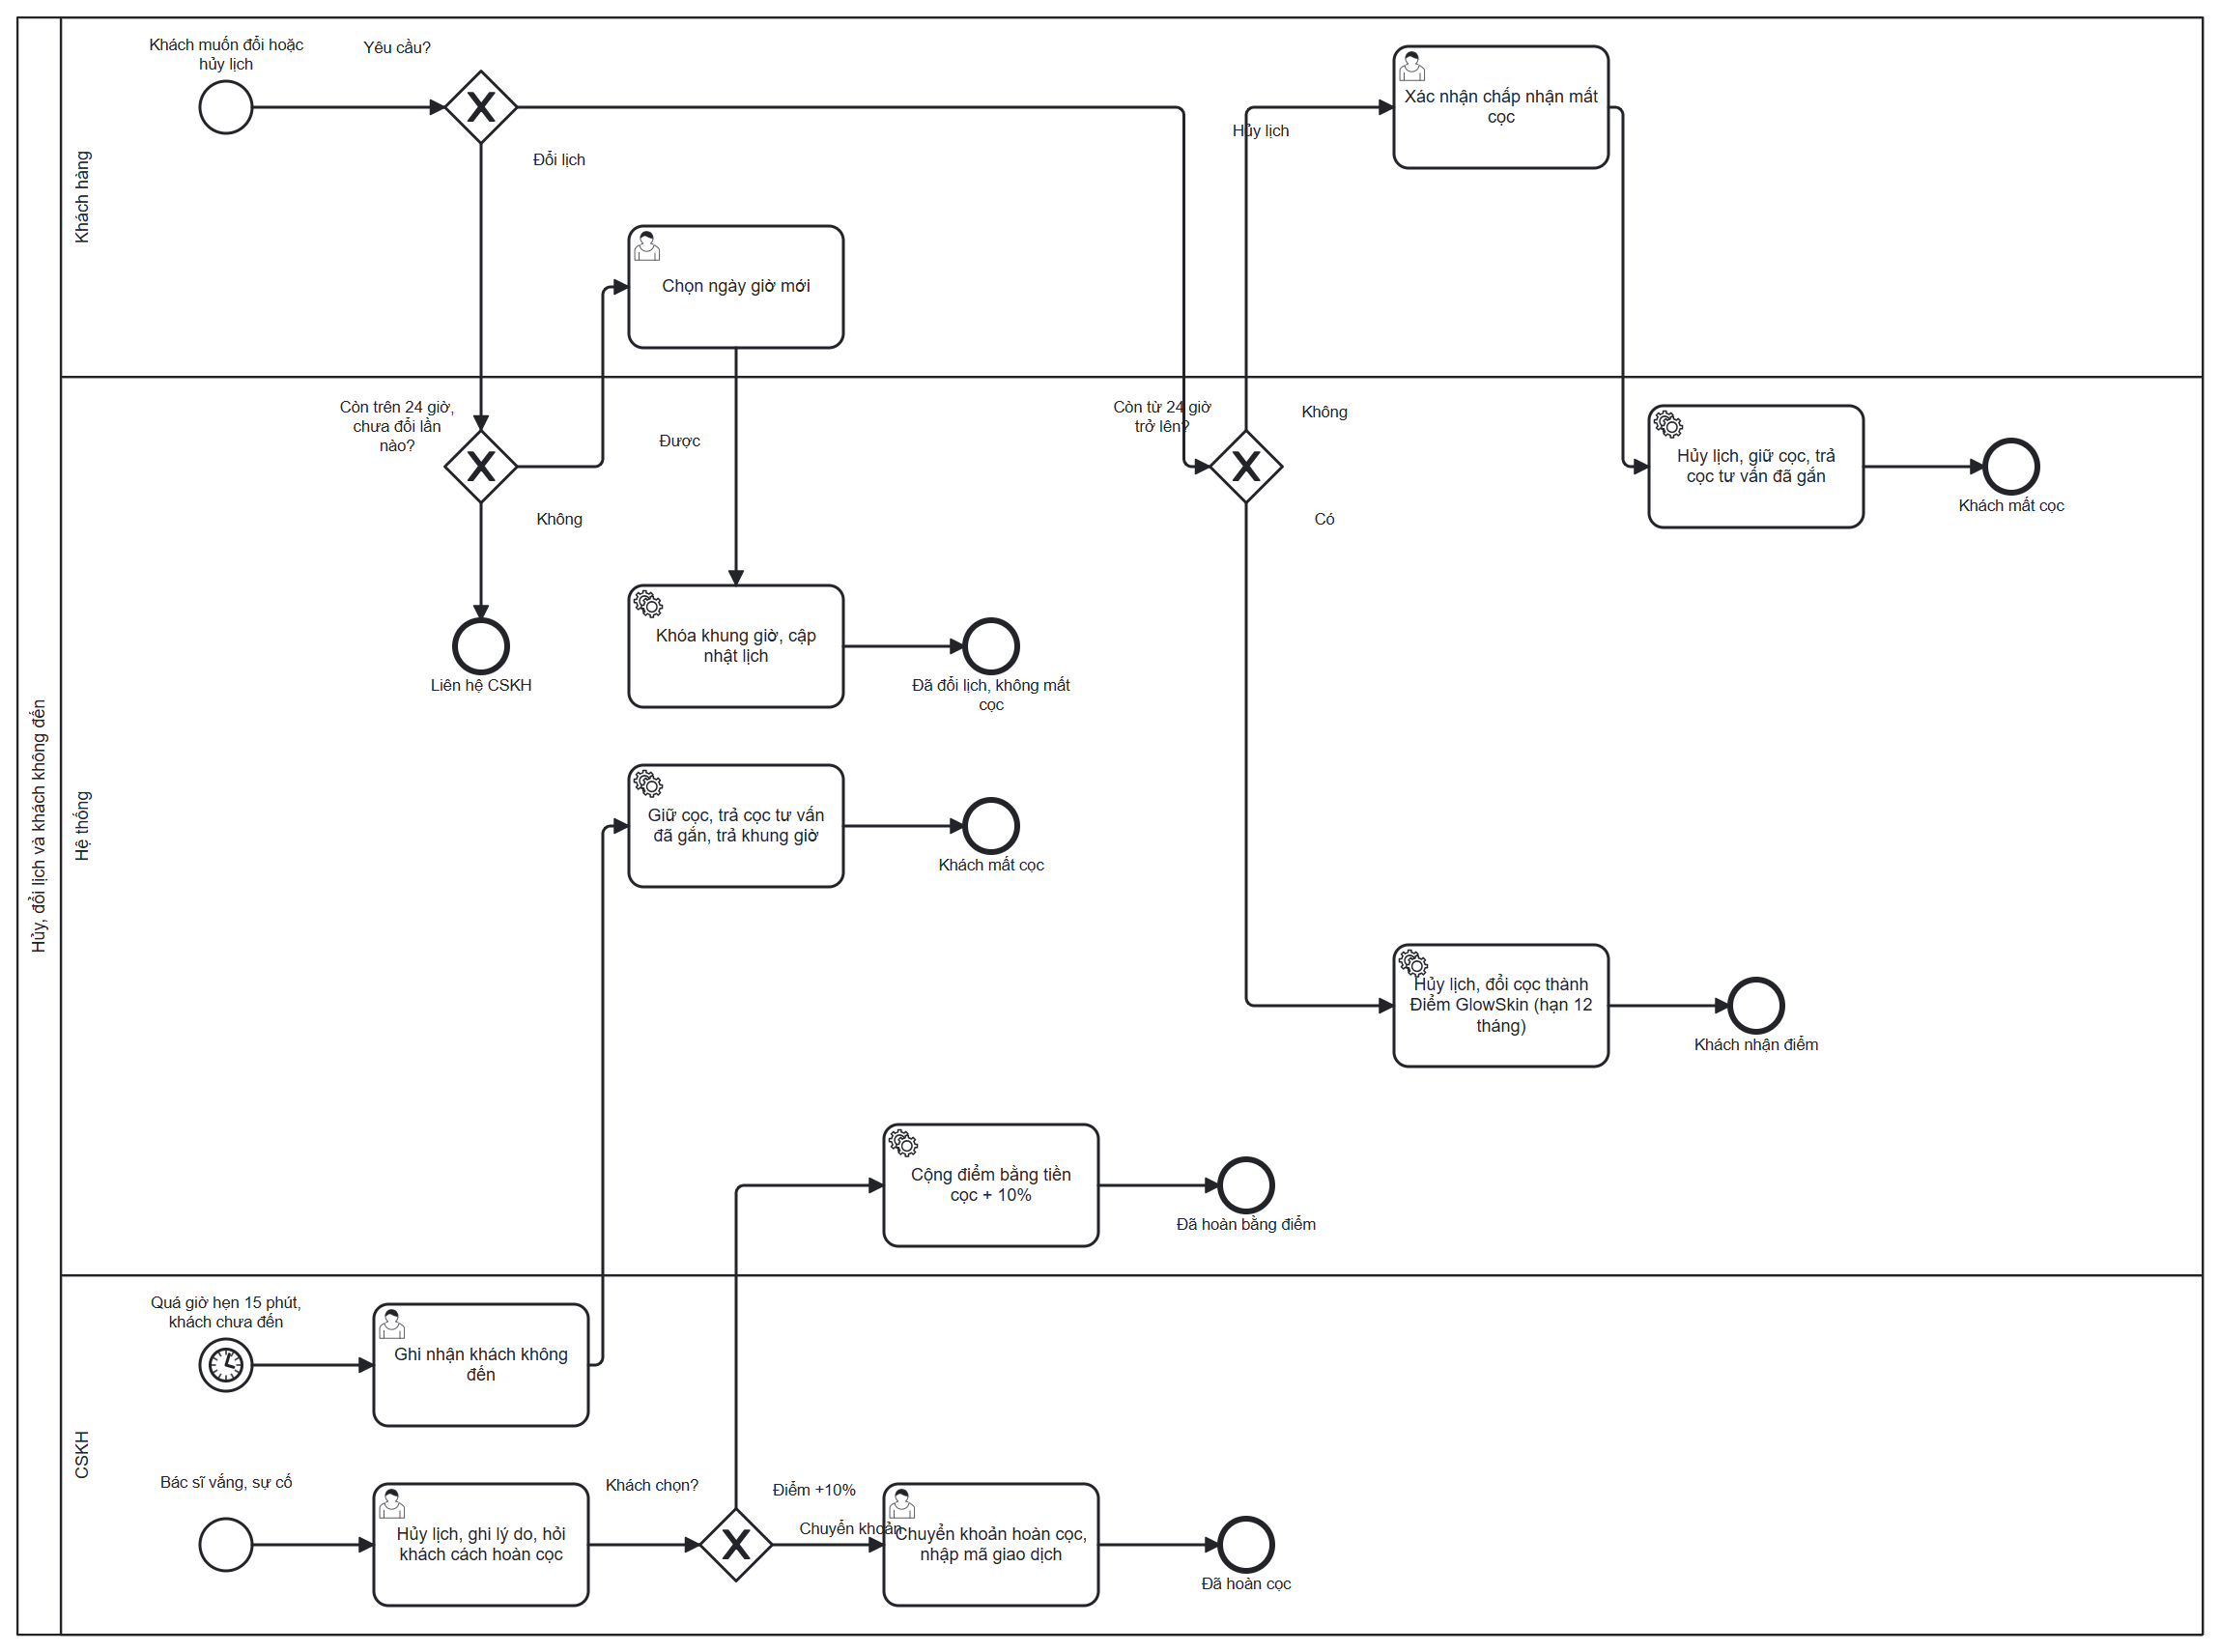 Hủy, đổi lịch và khách không đến
Khách hàng
Khách muốn đổi hoặc
hủy lịch
Yêu cầu?
Đổi lịch
Hủy lịch
Xác nhận chấp nhận mất
cọc
Chọn ngày giờ mới
Hệ thống
Còn trên 24 giờ,
chưa đổi lần
nào?
Được
Không
Còn từ 24 giờ
trở lên?
Không
Có
Hủy lịch, giữ cọc, trả
cọc tư vấn đã gắn
Khách mất cọc
Liên hệ CSKH
Khóa khung giờ, cập
nhật lịch
Đã đổi lịch, không mất
cọc
Giữ cọc, trả cọc tư vấn
đã gắn, trả khung giờ
Khách mất cọc
Hủy lịch, đổi cọc thành
Điểm GlowSkin (hạn 12
tháng)
Khách nhận điểm
Cộng điểm bằng tiền
cọc + 10%
Đã hoàn bằng điểm
CSKH
Quá giờ hẹn 15 phút,
khách chưa đến
Ghi nhận khách không
đến
Bác sĩ vắng, sự cố
Hủy lịch, ghi lý do, hỏi
khách cách hoàn cọc
Khách chọn?
Điểm +10%
Chuyển khoản
Chuyển khoản hoàn cọc,
nhập mã giao dịch
Đã hoàn cọc